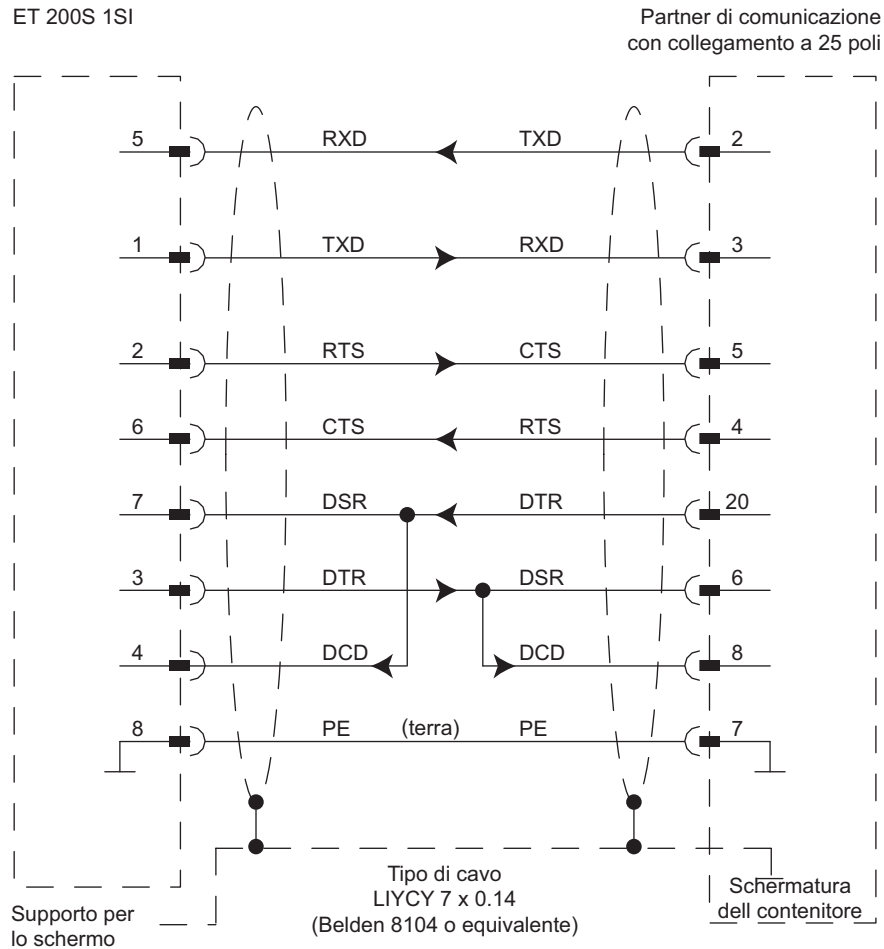 ET 200S 1SI
Partner di comunicazione
con collegamento a 25 poli
5 RXD TXD 2
1 TXD RXD 3
2 RTS CTS 5
6 CTS RTS 4
7 DSR DTR 20
3 DTR DSR 6
4 DCD DCD 8
8 PE (terra) PE 7
Tipo di cavo
LIYCY 7 x 0.14
(Belden 8104 o equivalente)
Supporto per
lo schermo
Schermatura
dell contenitore